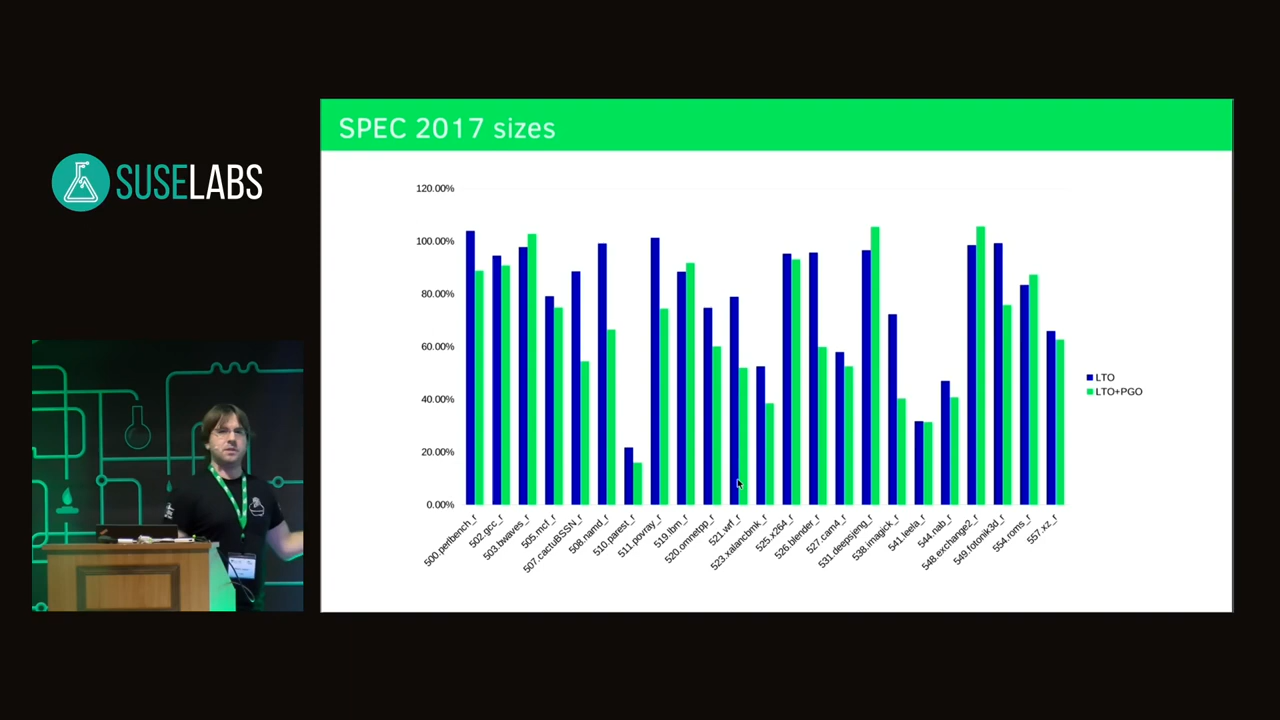 SUSELABS
SPEC 2017 sizes
120.00%
100.00%
80.00%
60.00%
40.00%
20.00%
0.00%
500.perlbench_r
502-gcc_r
503.bwaves_r
505.mcf_r
507.cactuBSSN_r
508.namd_r
510.parest_r
511.povray_r
519.lbm_r
520.omnetpp_r
521.wrf_r
523.xalancbmk_r
525.x264_r
526.blender_r
527.cam4_r
531.deepsjeng_r
538.imagick_r
541.leela_r
544.nab_r
548.exchange2_r
549.fotonik3d_r
554.roms_r
557.xz_r
LTO
LTO+PGO